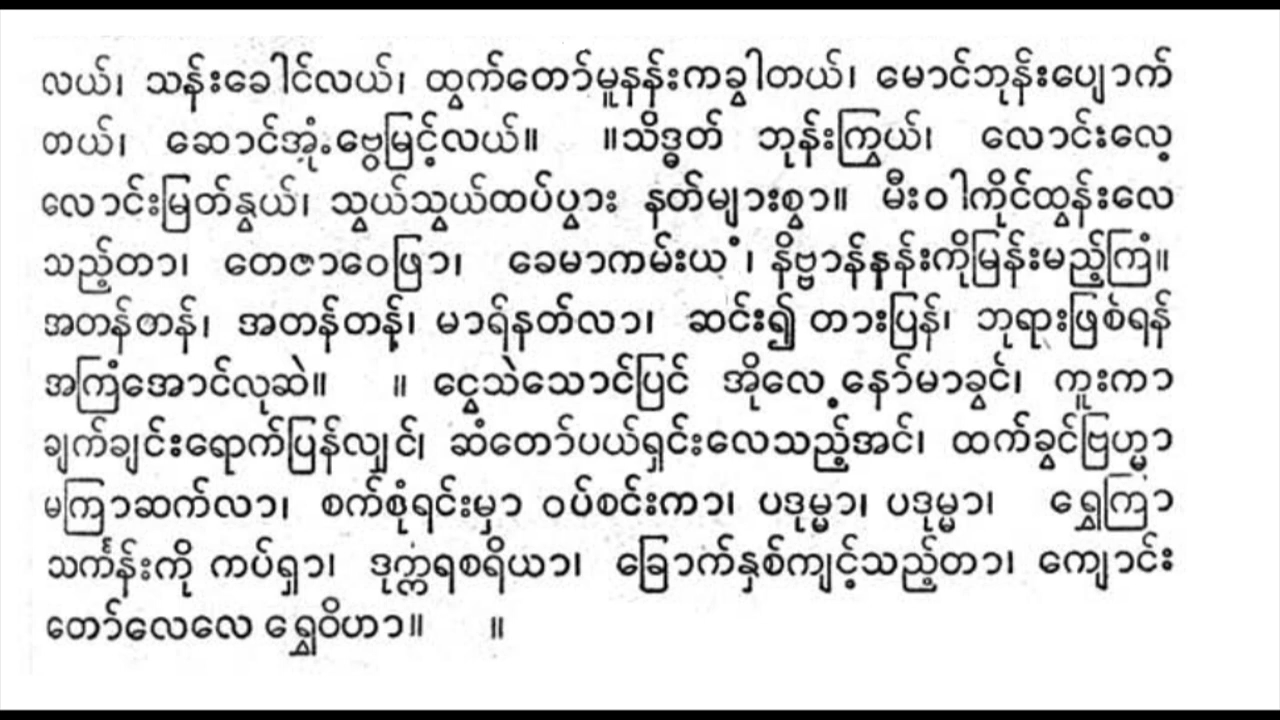 လယ်၊ သန်းခေါင်လယ်၊ ထွက်တော်မူနန်းကခွါတယ်၊ မောင်ဘုန်းပျောက်
တယ်၊ ဆောင်အုံ့ဗွေမြင့်လယ်။ ။သိဒ္ဓတ် ဘုန်းကြွယ်၊ လောင်းလေ့
လောင်းမြတ်နွယ်၊ သွယ်သွယ်ထပ်ပွား နတ်များစွာ။ မီးဝါကိုင်ထွန်းလေ
သည့်တာ၊ တေဇာဝေဖြာ၊ ခေမာကမ်းယံ၊ နိဗ္ဗာန်နန်းကိုမြန်းမည့်ကြံ။
အတန်တန်၊ အတန်တန်၊ မာရ်နတ်လာ၊ ဆင်း၍ တားပြန်၊ ဘုရားဖြစ်ရန်
အကြံအောင်လုဆဲ။ ။ ငွေသဲသောင်ပြင် အိုလေ့နော်မာခွင်၊ ကူးကာ
ချက်ချင်းရောက်ပြန်လျှင်၊ ဆံတော်ပယ်ရှင်းလေသည့်အင်၊ ထက်ခွင်ဗြဟ္မာ
မကြာဆက်လာ၊ စက်စုံရင်းမှာ ဝပ်စင်းကာ၊ ပဒုမ္မာ၊ ပဒုမ္မာ၊ ရွှေကြာ
သင်္ကန်းကို ကပ်ရှာ၊ ဒုက္ကရစရိယာ၊ ခြောက်နှစ်ကျင့်သည့်တာ၊ ကျောင်း
တော်လေလေ ရွှေဝိဟာ။ ။